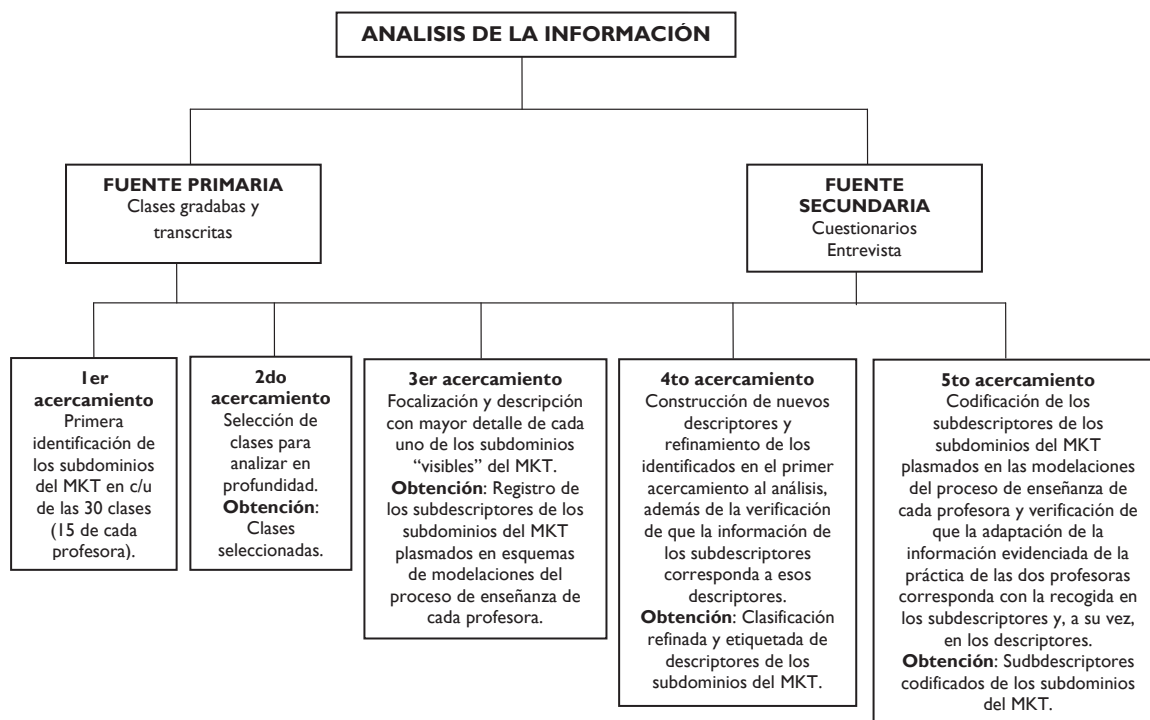 ANALISIS DE LA INFORMACIÓN
FUENTE PRIMARIA
Clases gradabas y
transcritas
FUENTE
SECUNDARIA
Cuestionarios
Entrevista
1er
acercamiento
Primera
identificación de
los subdominios
del MKT en c/u
de las 30 clases
(15 de cada
profesora).
2do
acercamiento
Selección de
clases para
analizar en
profundidad.
Obtención:
Clases
seleccionadas.
3er acercamiento
Focalización y descripción
con mayor detalle de cada
uno de los subdominios
“visibles” del MKT.
Obtención: Registro de
los subdescriptores de los
subdominios del MKT
plasmados en esquemas
de modelaciones del
proceso de enseñanza de
cada profesora.
4to acercamiento
Construcción de nuevos
descriptores y
refinamiento de los
identificados en el primer
acercamiento al análisis,
además de la verificación
de que la información de
los subdescriptores
corresponda a esos
descriptores.
Obtención: Clasificación
refinada y etiquetada de
descriptores de los
subdominios del MKT.
5to acercamiento
Codificación de los
subdescriptores de los
subdominios del MKT
plasmados en las modelaciones
del proceso de enseñanza de
cada profesora y verificación de
que la adaptación de la
información evidenciada de la
práctica de las dos profesoras
corresponda con la recogida en
los subdescriptores y, a su vez,
en los descriptores.
Obtención: Sudbdescriptores
codificados de los subdominios
del MKT.